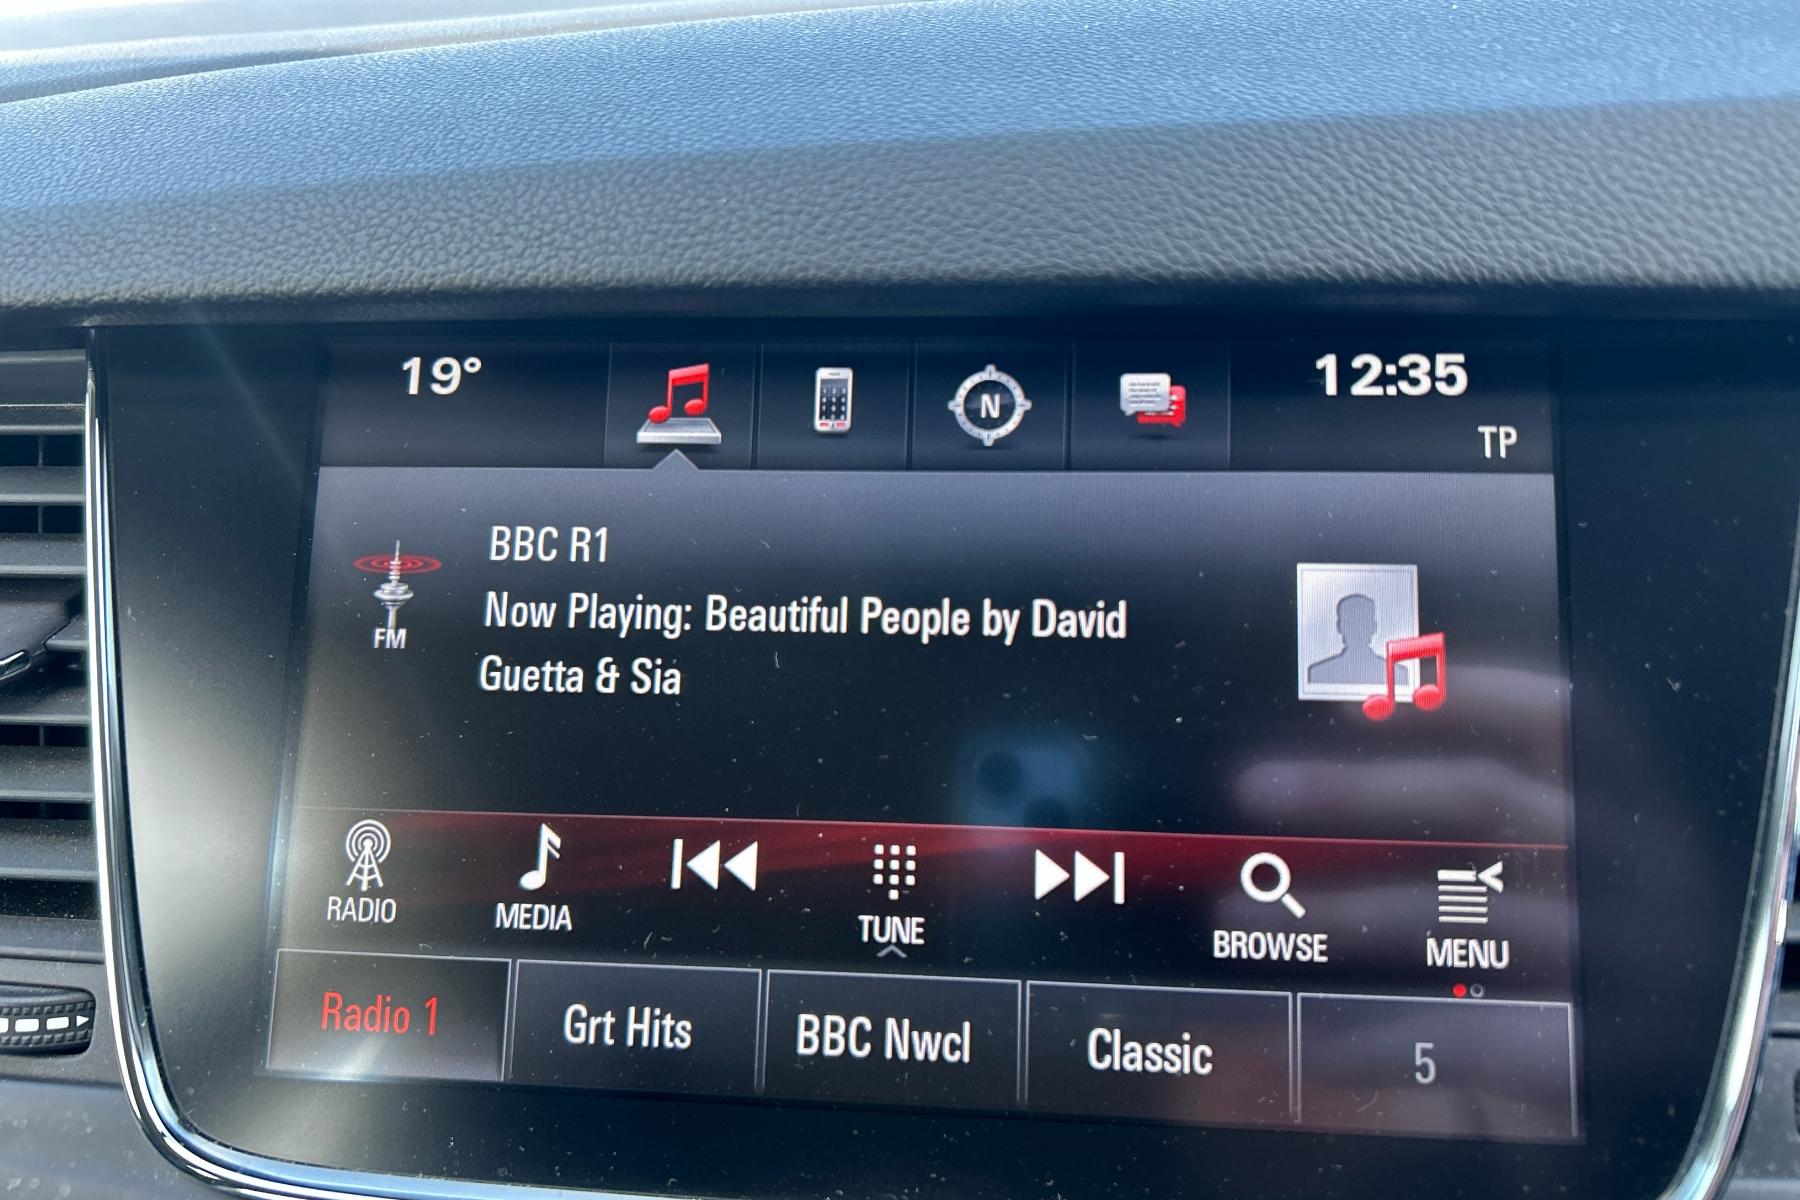 19°
12:35
N
TP
BBC R1
Now Playing: Beautiful People by David
Guetta & Sia
FM
RADIO
MEDIA
TUNE
BROWSE
MENU
Radio 1
Grt Hits
BBC Nwcl
Classic
5